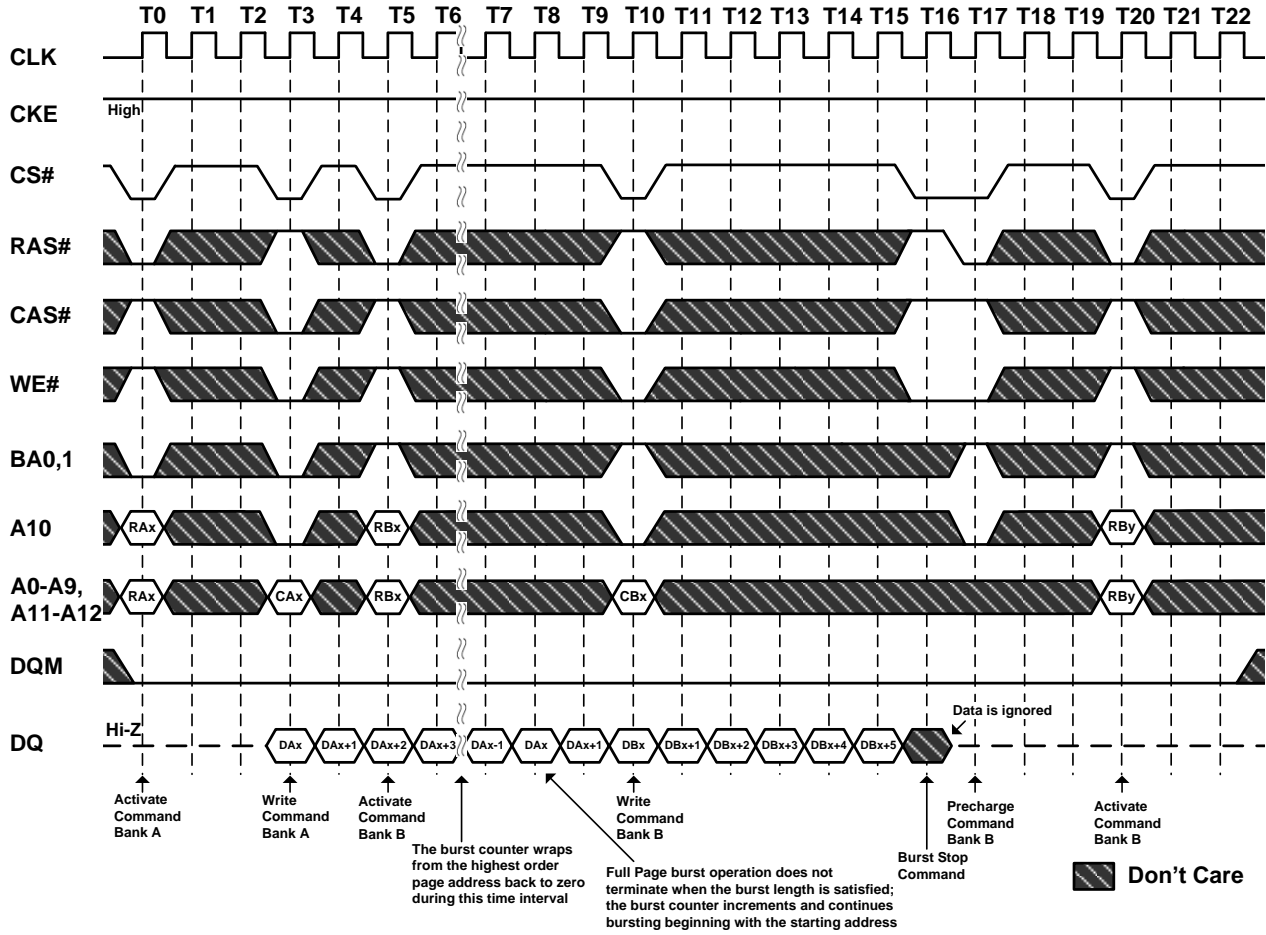 T0 T1 T2 T3 T4 T5 T6 T7 T8 T9 T10 T11 T12 T13 T14 T15 T16 T17 T18 T19 T20 T21 T22
CLK
CKE High
CS#
RAS#
CAS#
WE#
BA0,1
A10 RAx RBx RBy
A0-A9,
A11-A12 RAx CAx RBx CBx RBy
DQM
DQ Hi-Z DAx DAx+1 DAx+2 DAx+3 DAx-1 DAx DAx+1 DBx DBx+1 DBx+2 DBx+3 DBx+4 DBx+5
Data is ignored
Activate
Command
Bank A
Write
Command
Bank A
Activate
Command
Bank B
The burst counter wraps
from the highest order
page address back to zero
during this time interval
Write
Command
Bank B
Full Page burst operation does not
terminate when the burst length is satisfied;
the burst counter increments and continues
bursting beginning with the starting address
Burst Stop
Command
Precharge
Command
Bank B
Activate
Command
Bank B
Don't Care